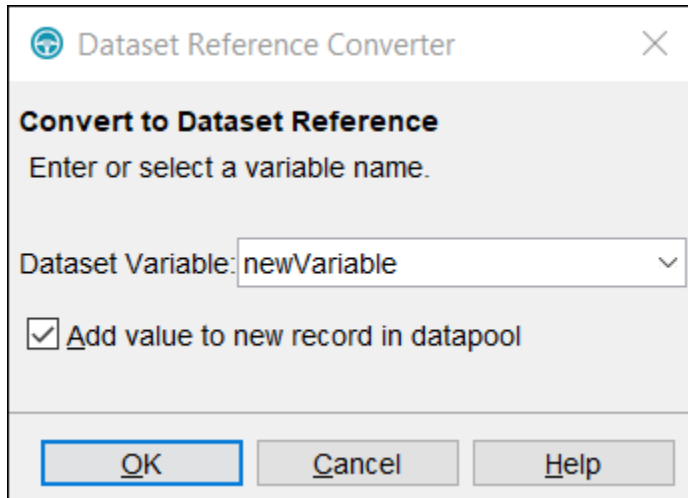 Dataset Reference Converter
Convert to Dataset Reference
Enter or select a variable name.
Dataset Variable: newVariable
Add value to new record in datapool
OK Cancel Help